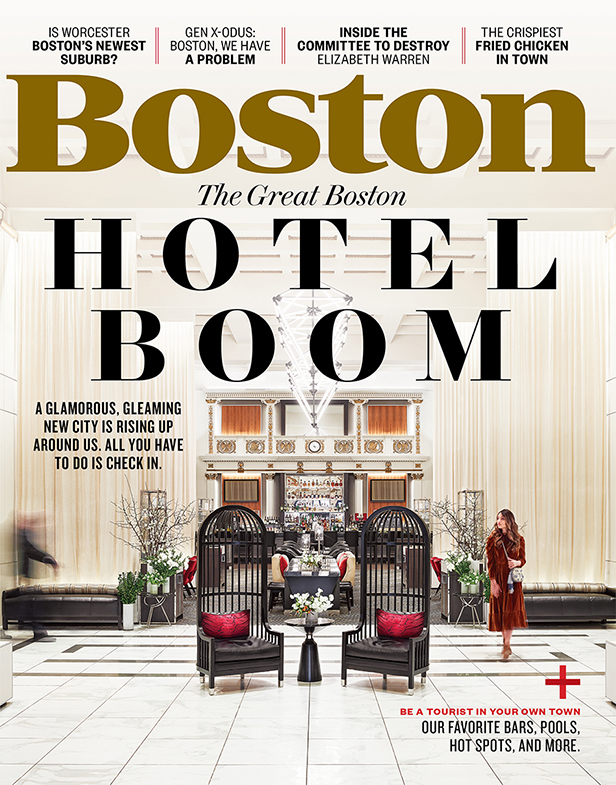 IS WORCESTER
BOSTON'S NEWEST
SUBURB?
GEN X-ODUS:
BOSTON, WE HAVE
A PROBLEM
INSIDE THE
COMMITTEE TO DESTROY
ELIZABETH WARREN
THE CRISPIEST
FRIED CHICKEN
IN TOWN
Boston
The Great Boston
HOTEL
BOOM
A GLAMOROUS, GLEAMING
NEW CITY IS RISING UP
AROUND US. ALL YOU HAVE
TO DO IS CHECK IN.
+
BE A TOURIST IN YOUR OWN TOWN
OUR FAVORITE BARS, POOLS,
HOT SPOTS, AND MORE.